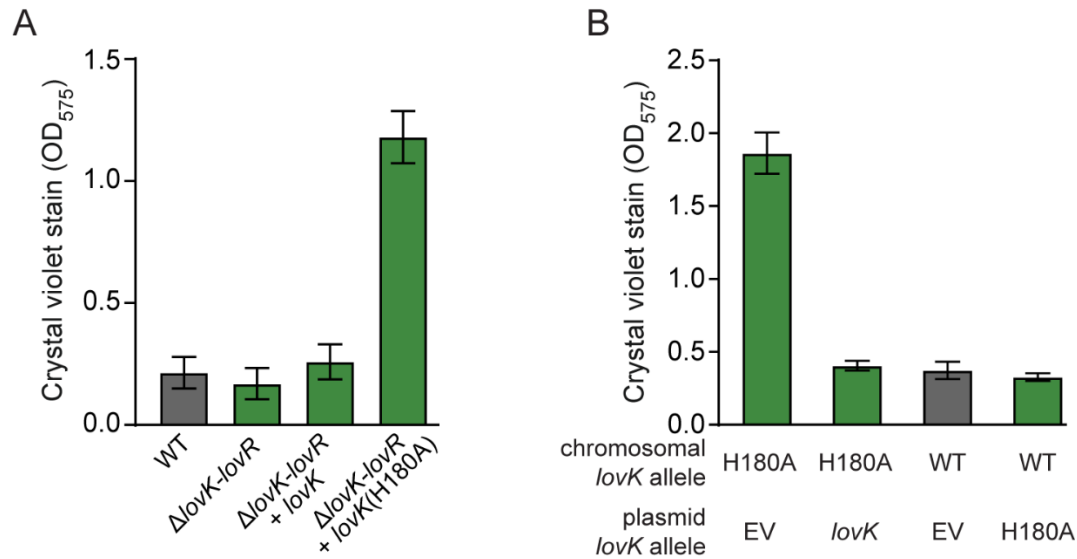 A
Crystal violet stain (OD575)
1.5
1.0
0.5
0.0
WT
ΔlovK-lovR
ΔlovK-lovR
+ lovK
ΔlovK-lovR
+ lovK(H180A)
B
Crystal violet stain (OD575)
2.5
2.0
1.5
1.0
0.5
0.0
chromosomal
lovK allele
H180A H180A WT WT
plasmid
lovK allele
EV lovK EV H180A